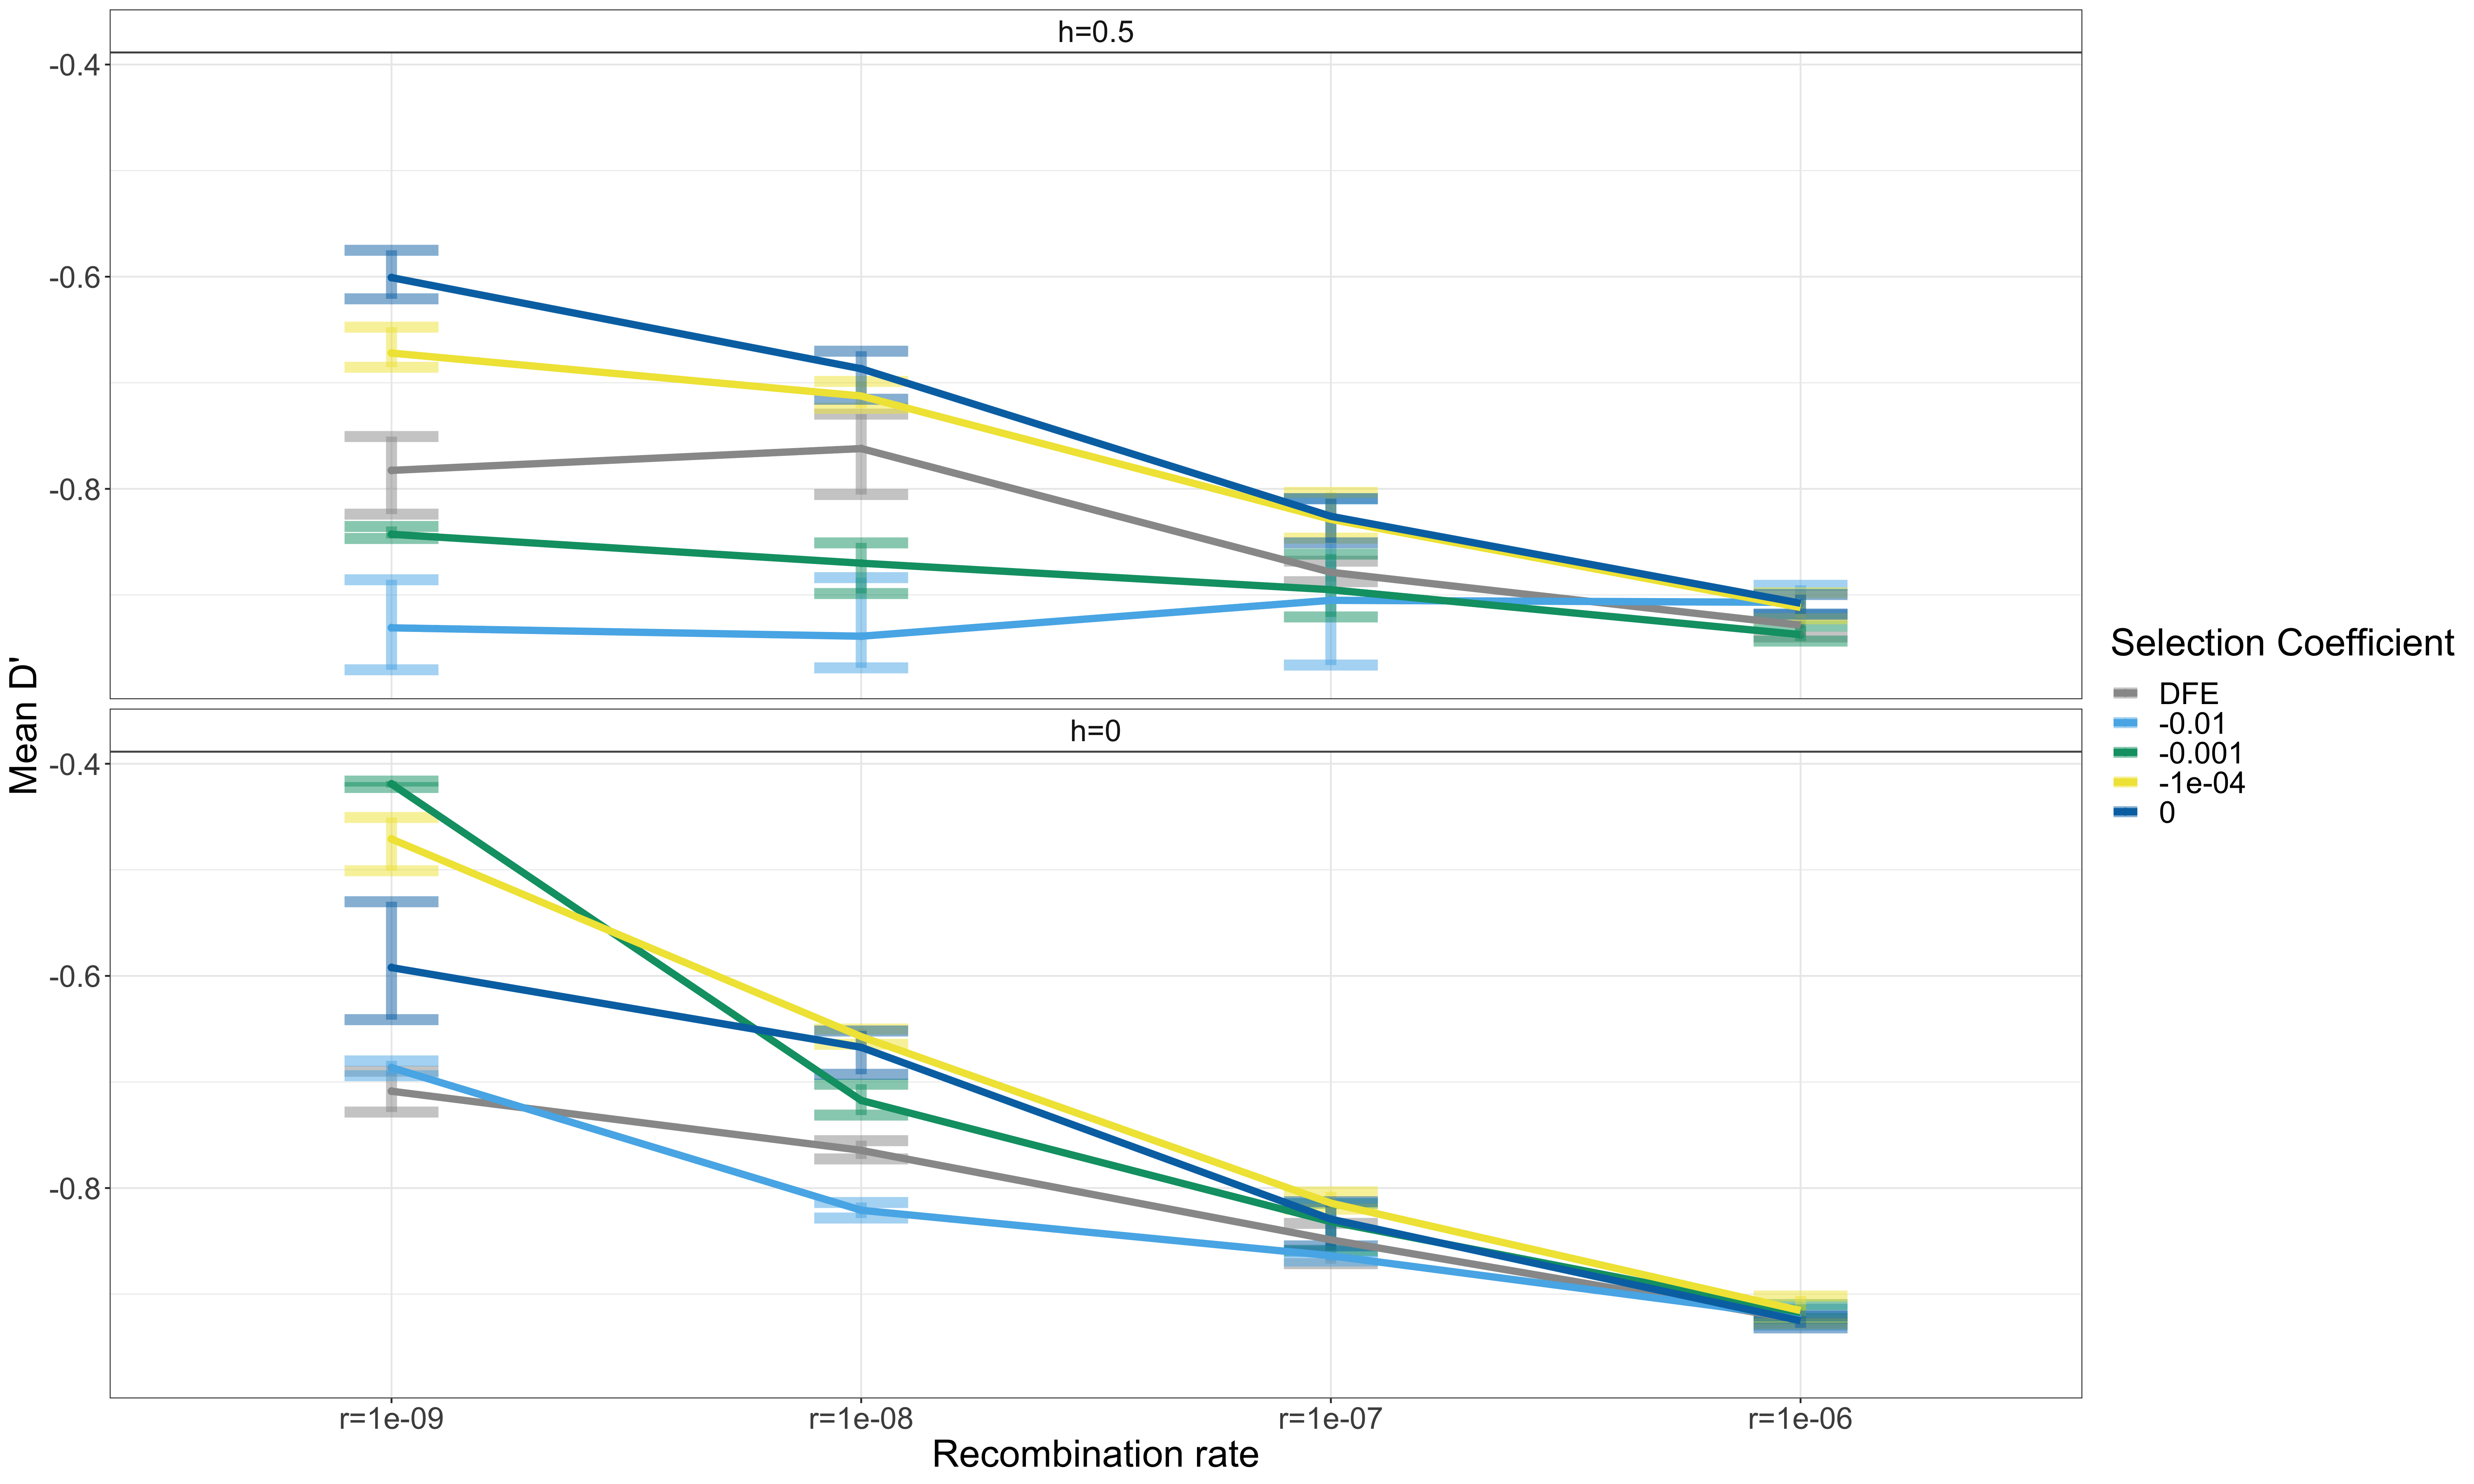 h=0.5
-0.4
-0.6
-0.8
h=0
-0.4
-0.6
-0.8
Mean D'
r=1e-09
r=1e-08
r=1e-07
r=1e-06
Recombination rate
Selection Coefficient
DFE
-0.01
-0.001
-1e-04
0